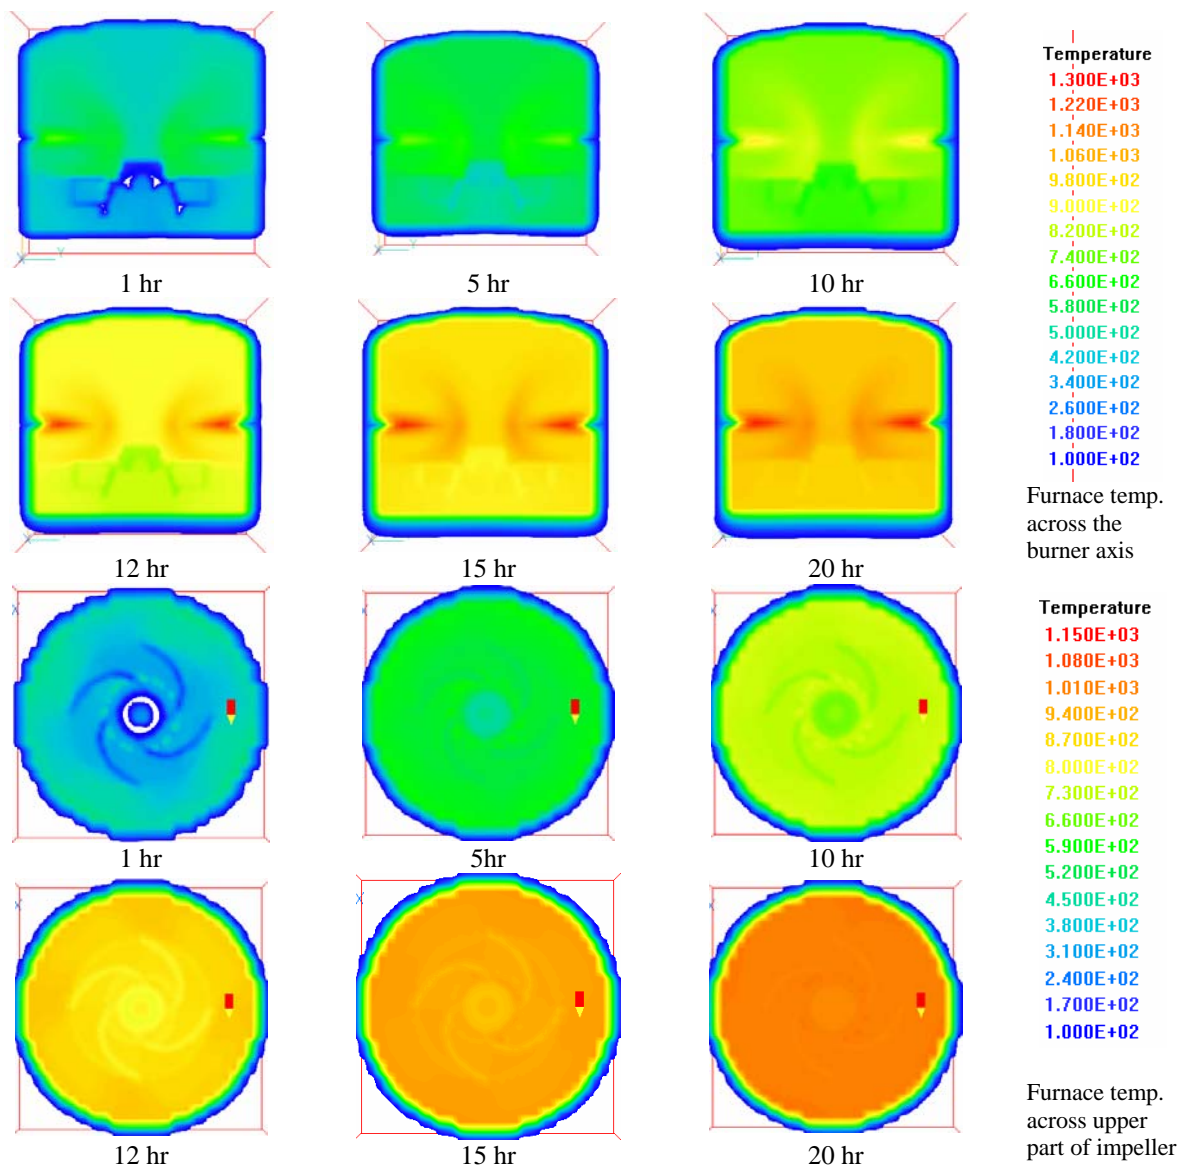 Temperature
1.300E+03
1.220E+03
1.140E+03
1.060E+03
9.800E+02
9.000E+02
8.200E+02
7.400E+02
6.600E+02
5.800E+02
5.000E+02
4.200E+02
3.400E+02
2.600E+02
1.800E+02
1.000E+02
Furnace temp.
across the
burner axis
1 hr
5 hr
10 hr
12 hr
15 hr
20 hr
Temperature
1.150E+03
1.080E+03
1.010E+03
9.400E+02
8.700E+02
8.000E+02
7.300E+02
6.600E+02
5.900E+02
5.200E+02
4.500E+02
3.800E+02
3.100E+02
2.400E+02
1.700E+02
1.000E+02
Furnace temp.
across upper
part of impeller
1 hr
5hr
10 hr
12 hr
15 hr
20 hr